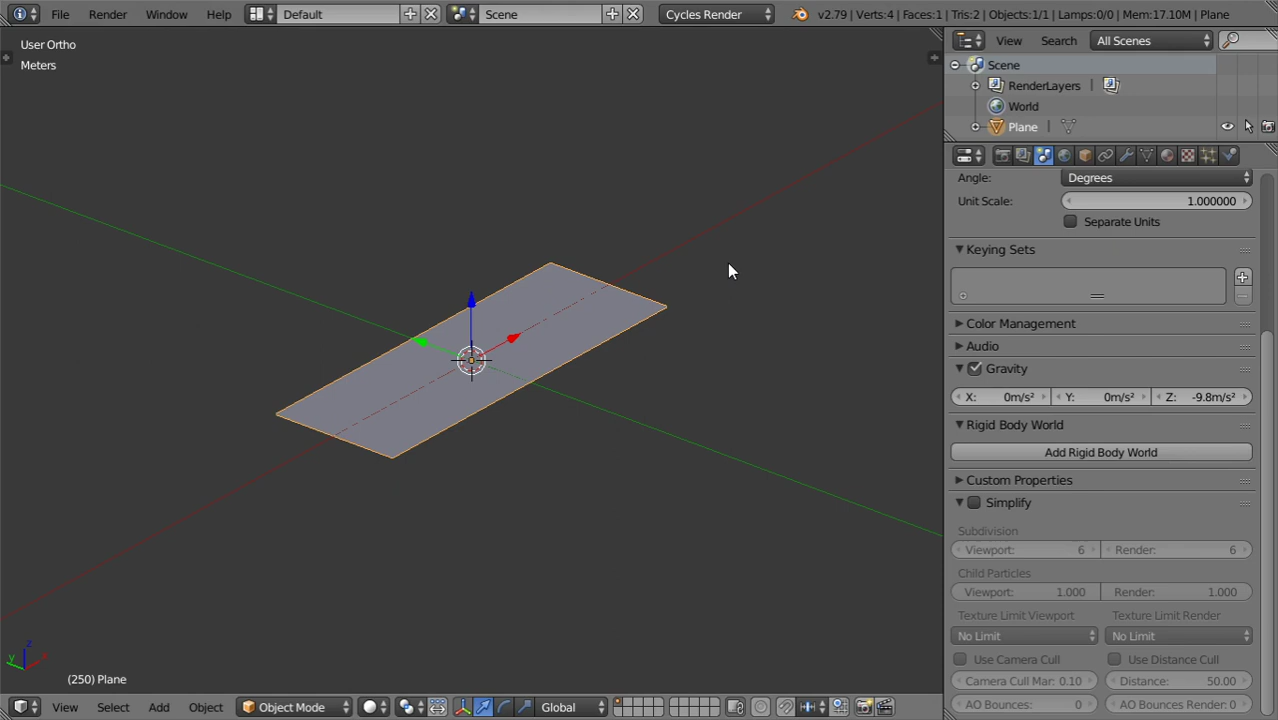 File Render Window Help Default Scene Cycles Render v2.79 | Verts:4 | Faces:1 | Tris:2 | Objects:1/1 | Lamps:0/0 | Mem:17.10M | Plane
User Ortho
Meters
View Search All Scenes
Scene
RenderLayers |
World
Plane |
Angle: Degrees
Unit Scale: 1.000000
Separate Units
Keying Sets
Color Management
Audio
Gravity
X: 0m/s² Y: 0m/s² Z: -9.8m/s²
Rigid Body World
Add Rigid Body World
Custom Properties
Simplify
Subdivision
Viewport: 6 Render: 6
Child Particles
Viewport: 1.000 Render: 1.000
Texture Limit Viewport Texture Limit Render
No Limit No Limit
Use Camera Cull Use Distance Cull
Camera Cull Mar: 0.10 Distance: 50.00
AO Bounces: 0 AO Bounces Render: 0
z
y x
(250) Plane
View Select Add Object Object Mode Global